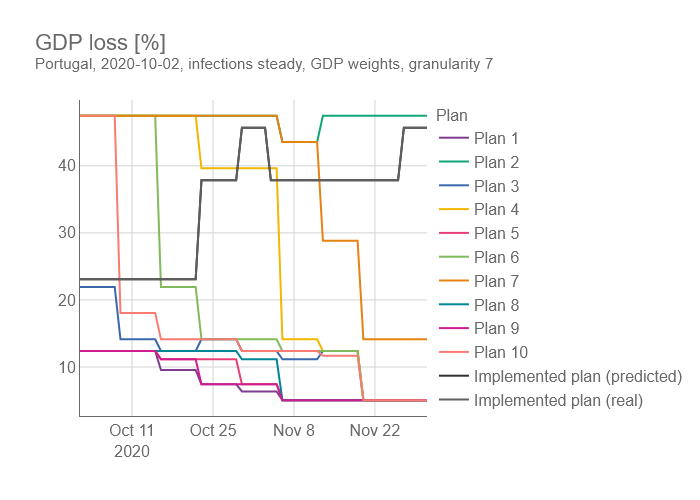 GDP loss [%]
Portugal, 2020-10-02, infections steady, GDP weights, granularity 7
Plan
Plan 1
Plan 2
Plan 3
Plan 4
Plan 5
Plan 6
Plan 7
Plan 8
Plan 9
Plan 10
Implemented plan (predicted)
Implemented plan (real)
40
30
20
10
Oct 11 Oct 25 Nov 8 Nov 22
2020